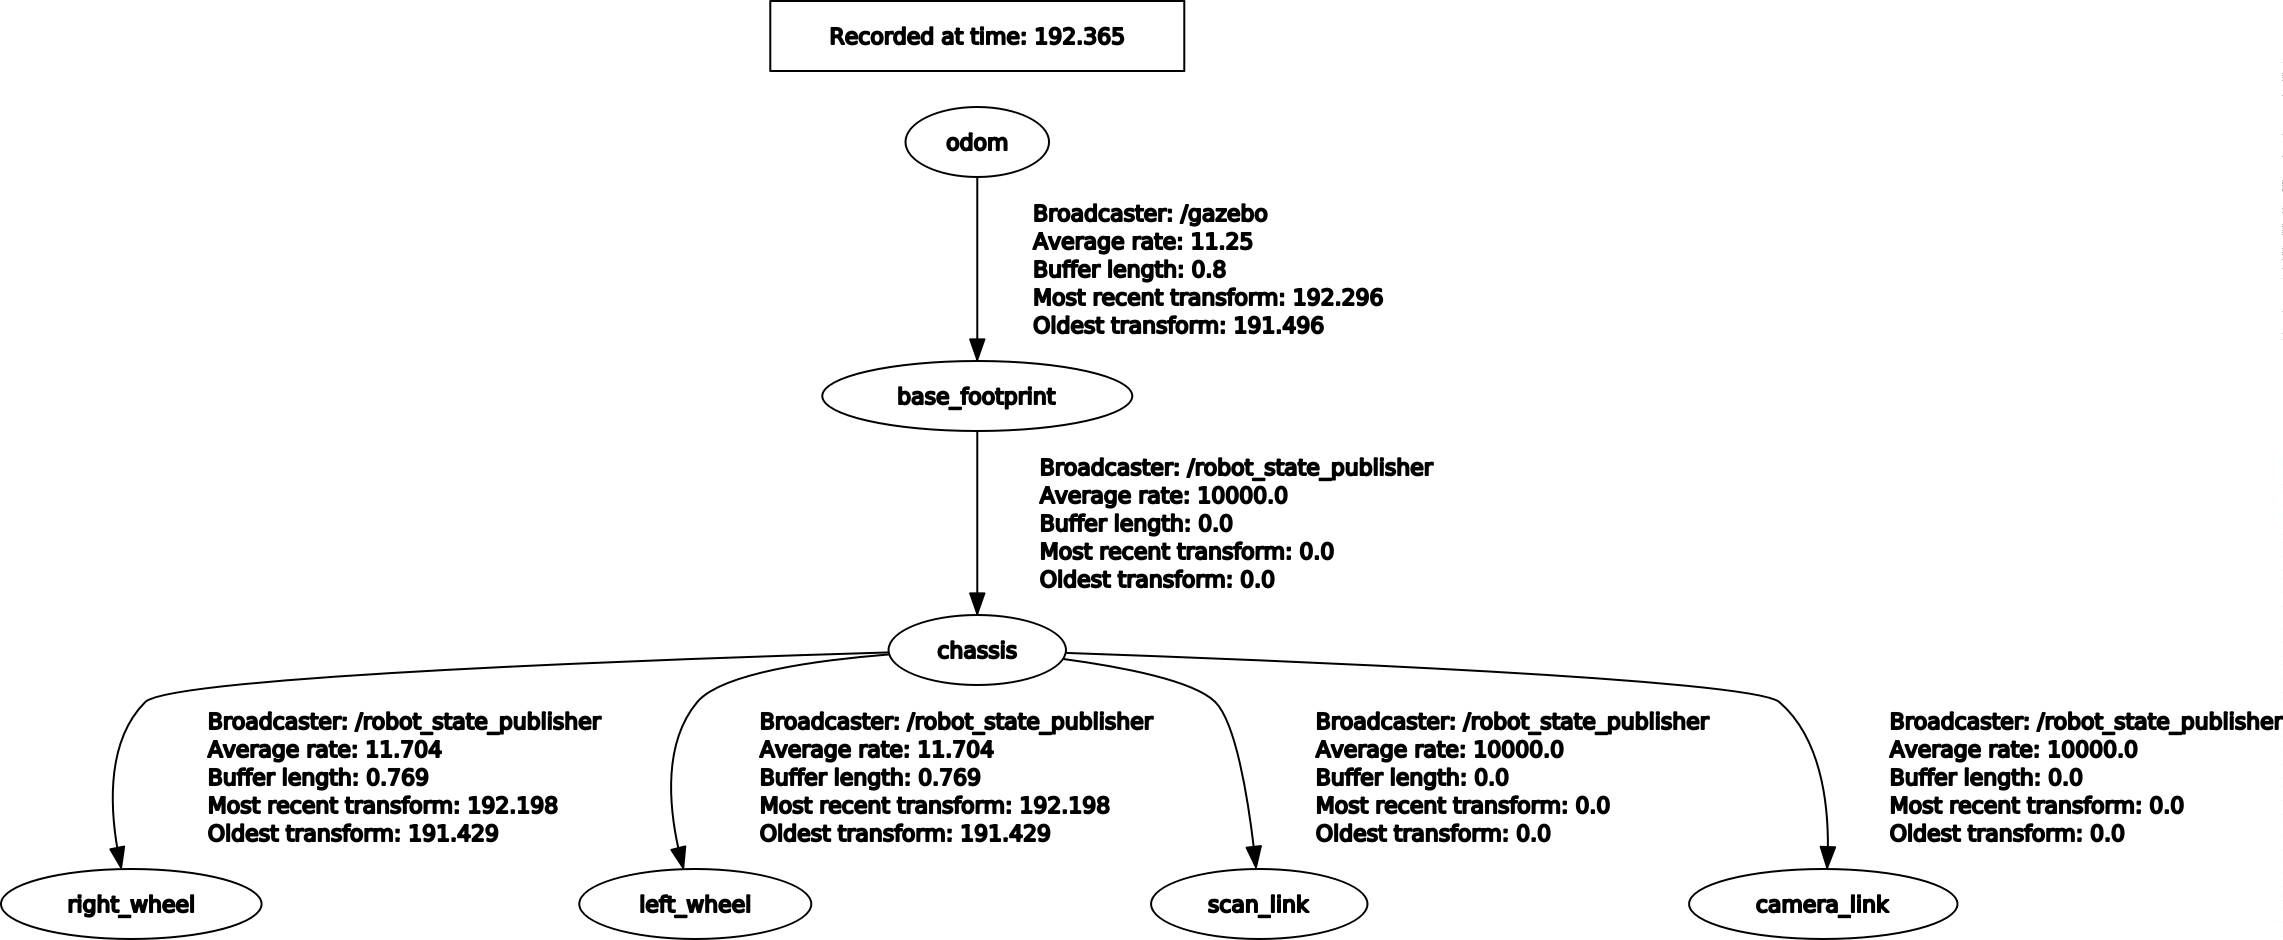 Recorded at time: 192.365
odom
Broadcaster: /gazebo
Average rate: 11.25
Buffer length: 0.8
Most recent transform: 192.296
Oldest transform: 191.496
base_footprint
Broadcaster: /robot_state_publisher
Average rate: 10000.0
Buffer length: 0.0
Most recent transform: 0.0
Oldest transform: 0.0
chassis
Broadcaster: /robot_state_publisher
Average rate: 11.704
Buffer length: 0.769
Most recent transform: 192.198
Oldest transform: 191.429
Broadcaster: /robot_state_publisher
Average rate: 11.704
Buffer length: 0.769
Most recent transform: 192.198
Oldest transform: 191.429
Broadcaster: /robot_state_publisher
Average rate: 10000.0
Buffer length: 0.0
Most recent transform: 0.0
Oldest transform: 0.0
Broadcaster: /robot_state_publisher
Average rate: 10000.0
Buffer length: 0.0
Most recent transform: 0.0
Oldest transform: 0.0
right_wheel
left_wheel
scan_link
camera_link